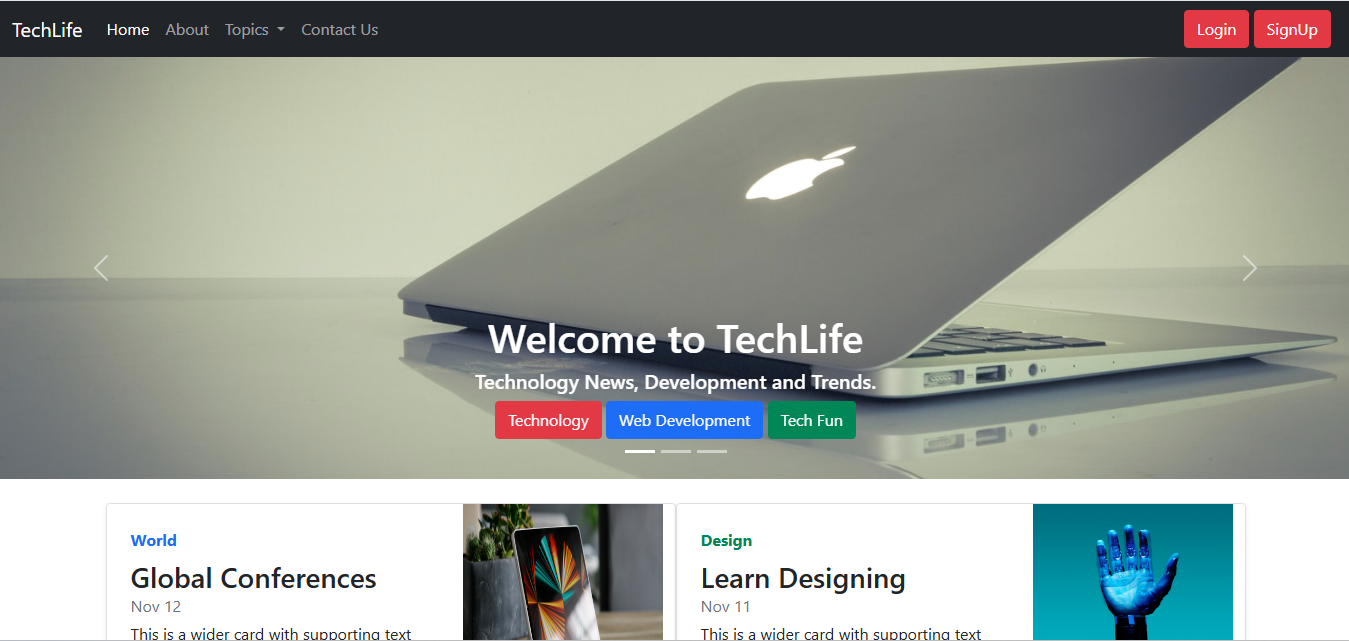 TechLife Home About Topics Contact Us Login SignUp
Welcome to TechLife
Technology News, Development and Trends.
Technology Web Development Tech Fun
World
Global Conferences
Nov 12
This is a wider card with supporting text
Design
Learn Designing
Nov 11
This is a wider card with supporting text